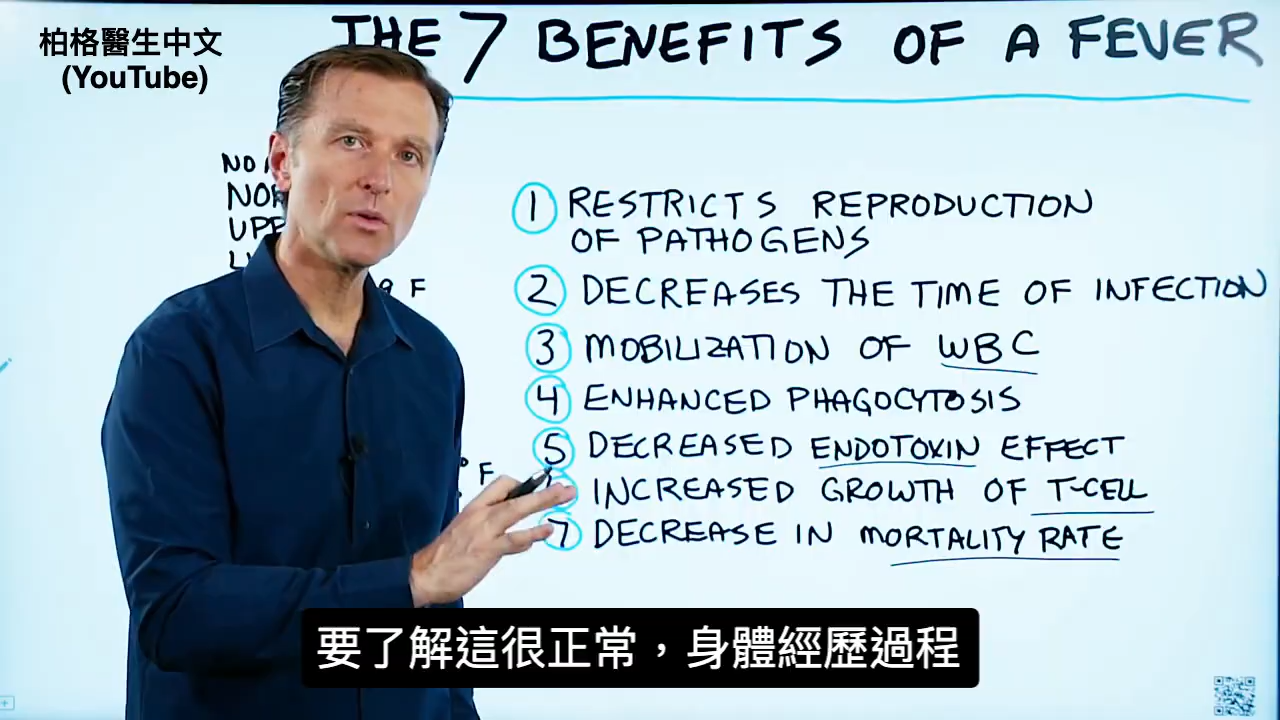 柏格醫生中文
(YouTube)
THE 7 BENEFITS OF A FEVER
1 RESTRICTS REPRODUCTION
OF PATHOGENS
2 DECREASES THE TIME OF INFECTION
3 MOBILIZATION OF WBC
4 ENHANCED PHAGOCYTOSIS
5 DECREASED ENDOTOXIN EFFECT
INCREASED GROWTH OF T-CELL
7 DECREASE IN MORTALITY RATE
F
F
要了解這很正常，身體經歷過程